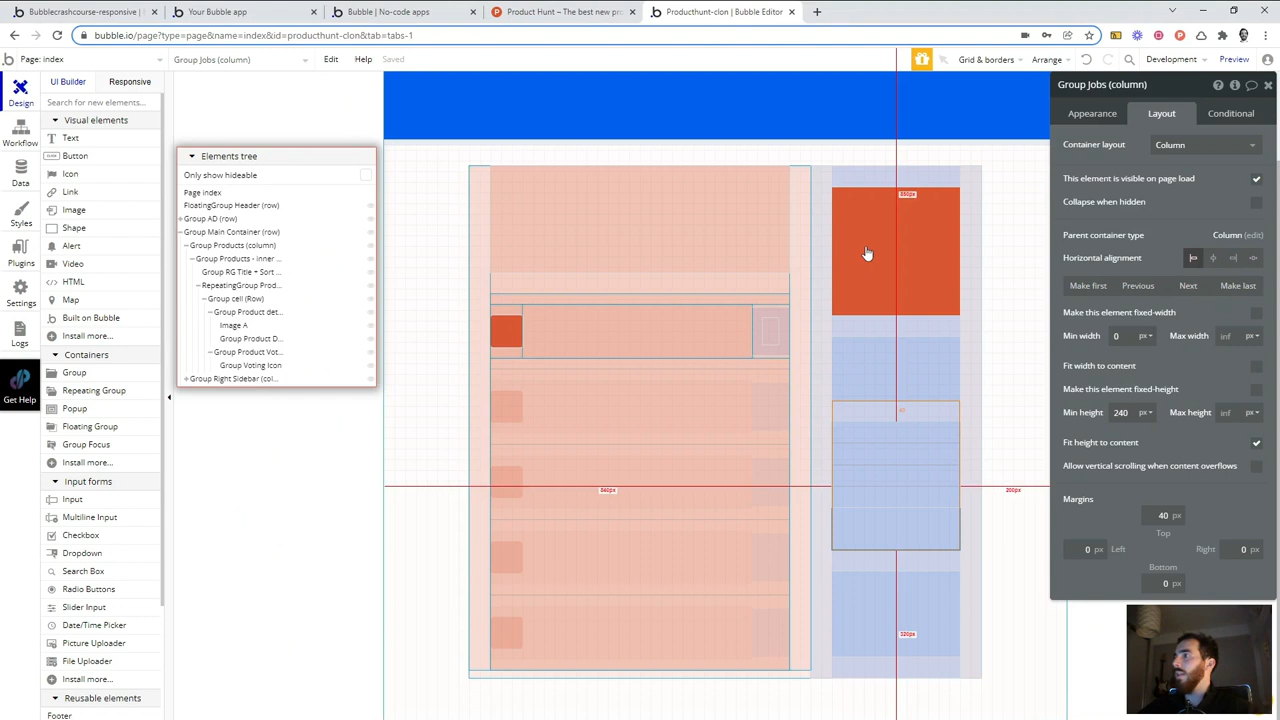 Bubblecrashcourse-responsive |
Your Bubble app
Bubble | No-code apps
Product Hunt – The best new pro
Producthunt-clon | Bubble Editor
bubble.io/page?type=page&name=index&id=producthunt-clon&tab=tabs-1
Page: index
Group Jobs (column)
Edit
Help
Saved
Grid & borders
Arrange
Development
Preview
Design
Workflow
Data
Styles
Plugins
Settings
Logs
Get Help
UI Builder
Responsive
Search for new elements...
Visual elements
Text
Button
Icon
Link
Image
Shape
Alert
Video
HTML
Map
Built on Bubble
Install more...
Containers
Group
Repeating Group
Popup
Floating Group
Group Focus
Install more...
Input forms
Input
Multiline Input
Checkbox
Dropdown
Search Box
Radio Buttons
Slider Input
Date/Time Picker
Picture Uploader
File Uploader
Install more...
Reusable elements
Footer
Elements tree
Only show hideable
Page index
FloatingGroup Header (row)
Group AD (row)
Group Main Container (row)
Group Products (column)
Group Products - inner ...
Group RG Title + Sort ...
RepeatingGroup Prod...
Group cell (Row)
Group Product det...
Image A
Group Product D...
Group Product Vot...
Group Voting Icon
Group Right Sidebar (col...
40
840px
200px
320px
Group Jobs (column)
Appearance
Layout
Conditional
Container layout Column
This element is visible on page load
Collapse when hidden
Parent container type Column (edit)
Horizontal alignment
Make first Previous Next Make last
Make this element fixed-width
Min width 0 px Max width inf px
Fit width to content
Make this element fixed-height
Min height 240 px Max height inf px
Fit height to content
Allow vertical scrolling when content overflows
Margins
40 px
Top
0 px Left Right 0 px
Bottom
0 px